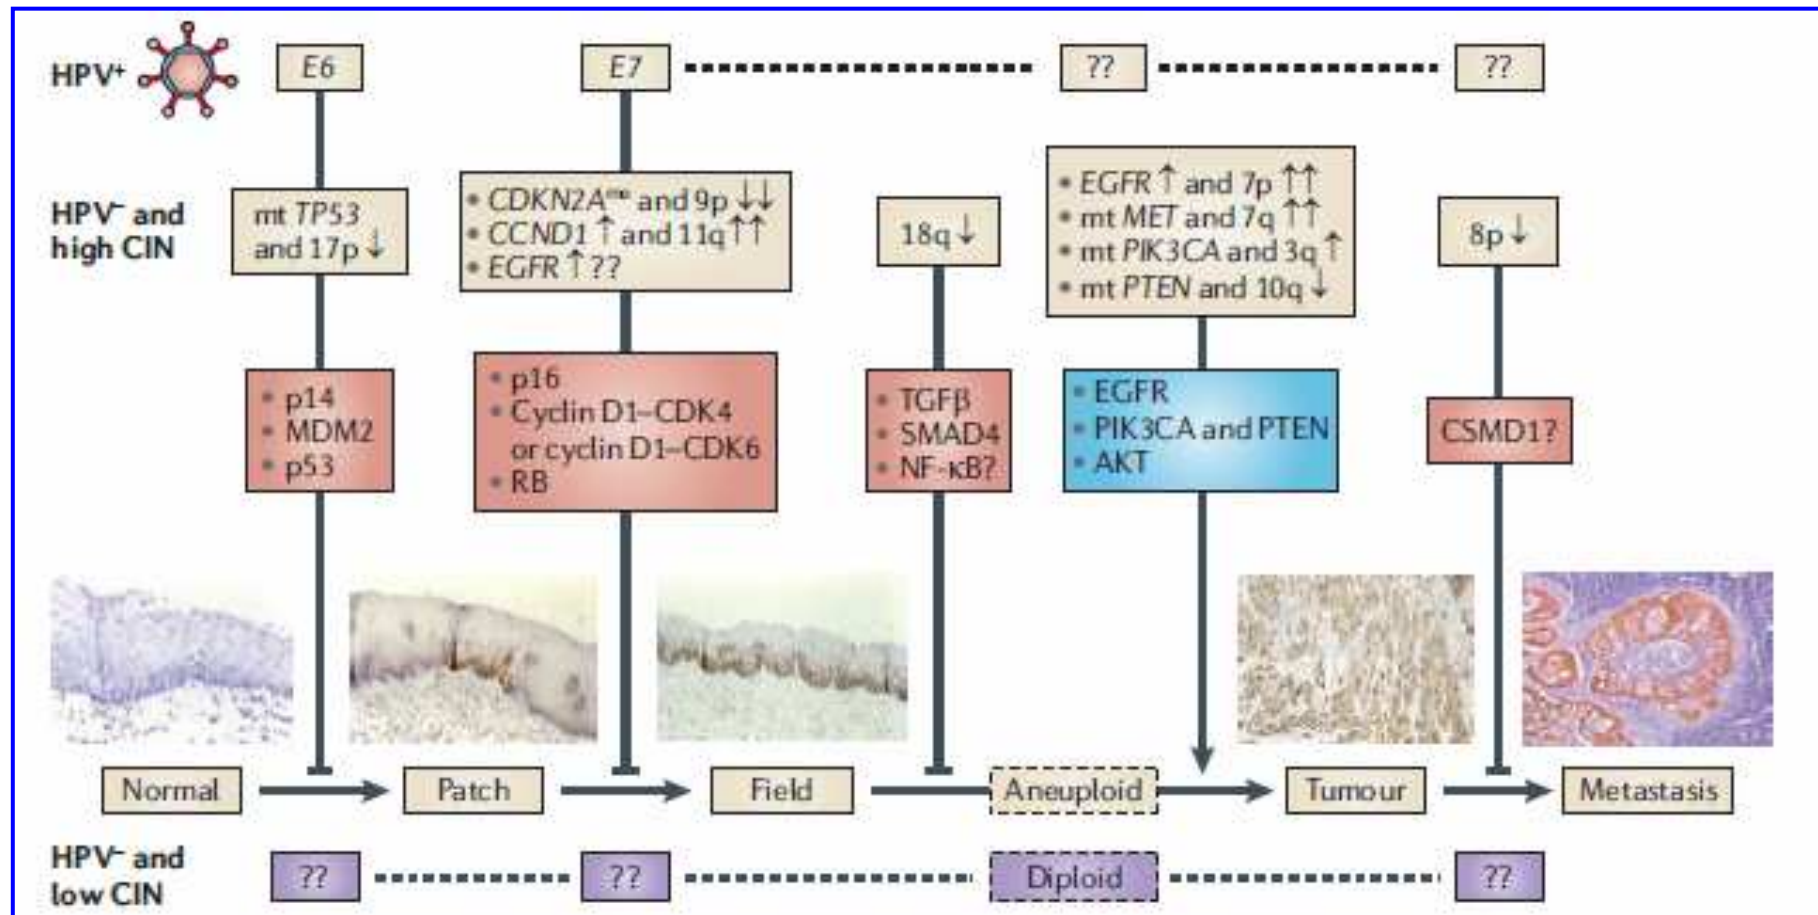 HPV⁺
E6
E7
??
??
HPV⁻ and
high CIN
mt TP53
and 17p ↓
• CDKN2Aᵐᵘᵗ and 9p ↓↓
• CCND1 ↑ and 11q ↑↑
• EGFR ↑ ??
18q ↓
• EGFR ↑ and 7p ↑↑
• mt MET and 7q ↑↑
• mt PIK3CA and 3q ↑
• mt PTEN and 10q ↓
8p ↓
• p14
• MDM2
• p53
• p16
• Cyclin D1–CDK4
or cyclin D1–CDK6
• RB
• TGFβ
• SMAD4
• NF-κB?
• EGFR
• PIK3CA and PTEN
• AKT
CSMD1?
Normal
Patch
Field
Aneuploid
Tumour
Metastasis
HPV⁻ and
low CIN
??
??
Diploid
??